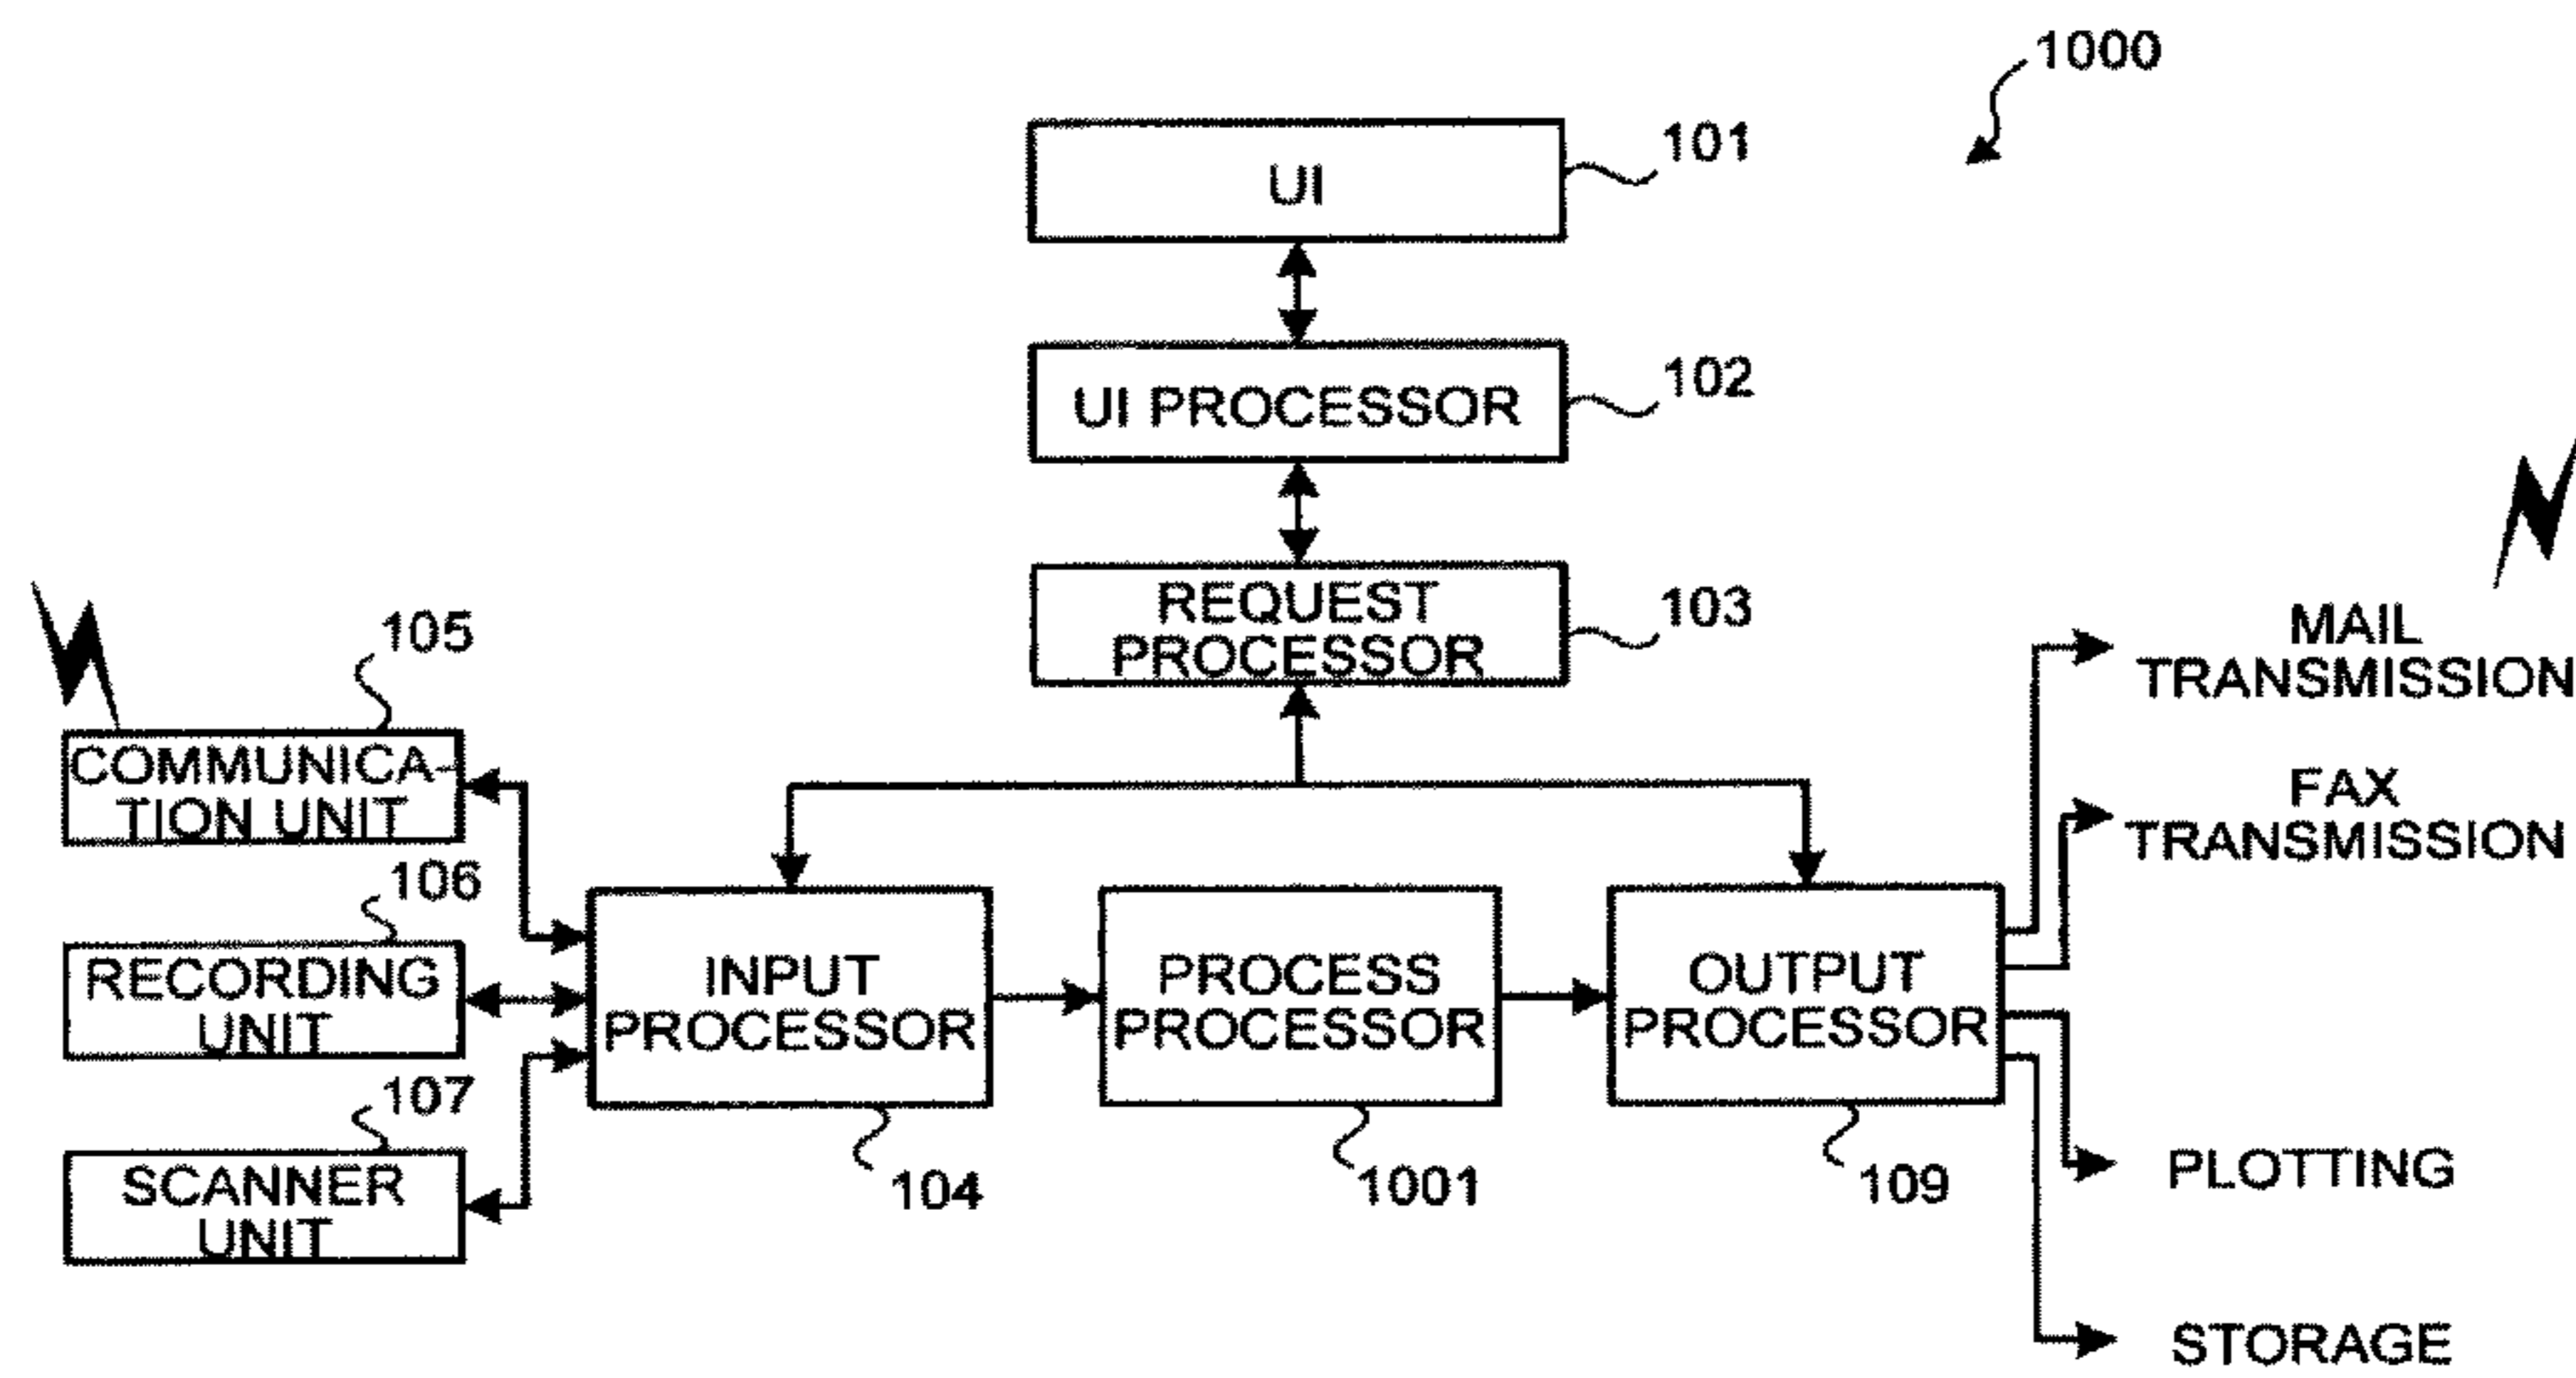 1000
101
UI
102
UI PROCESSOR
103
REQUEST
PROCESSOR
105
COMMUNICA-
TION UNIT
106
RECORDING
UNIT
107
SCANNER
UNIT
INPUT
PROCESSOR
104
PROCESS
PROCESSOR
1001
OUTPUT
PROCESSOR
109
MAIL
TRANSMISSION
FAX
TRANSMISSION
PLOTTING
STORAGE